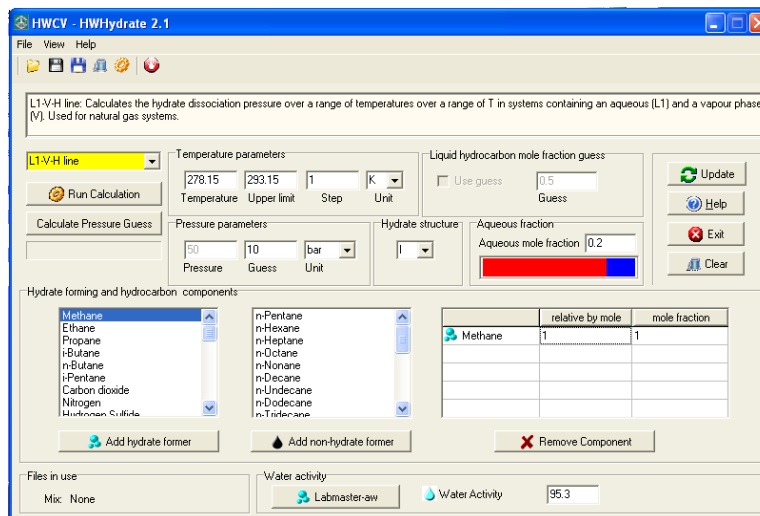 HWCV - HWHydrate 2.1
File View Help
L1-V-H line: Calculates the hydrate dissociation pressure over a range of temperatures over a range of T in systems containing an aqueous (L1) and a vapour phase
(V). Used for natural gas systems.
L1-V-H line
Run Calculation
Calculate Pressure Guess
Temperature parameters
278.15 293.15 1 K
Temperature Upper limit Step Unit
Liquid hydrocarbon mole fraction guess
Use guess 0.5
Guess
Update
Help
Exit
Clear
Pressure parameters
50 10 bar
Pressure Guess Unit
Hydrate structure
I
Aqueous fraction
Aqueous mole fraction 0.2
Hydrate forming and hydrocarbon components
Methane
Ethane
Propane
i-Butane
n-Butane
i-Pentane
Carbon dioxide
Nitrogen
Hydrogen Sulfide
n-Pentane
n-Hexane
n-Heptane
n-Octane
n-Nonane
n-Decane
n-Undecane
n-Dodecane
n-Tridecane
relative by mole mole fraction
Methane 1 1
Add hydrate former
Add non-hydrate former
Remove Component
Files in use
Mix: None
Water activity
Labmaster-aw
Water Activity 95.3